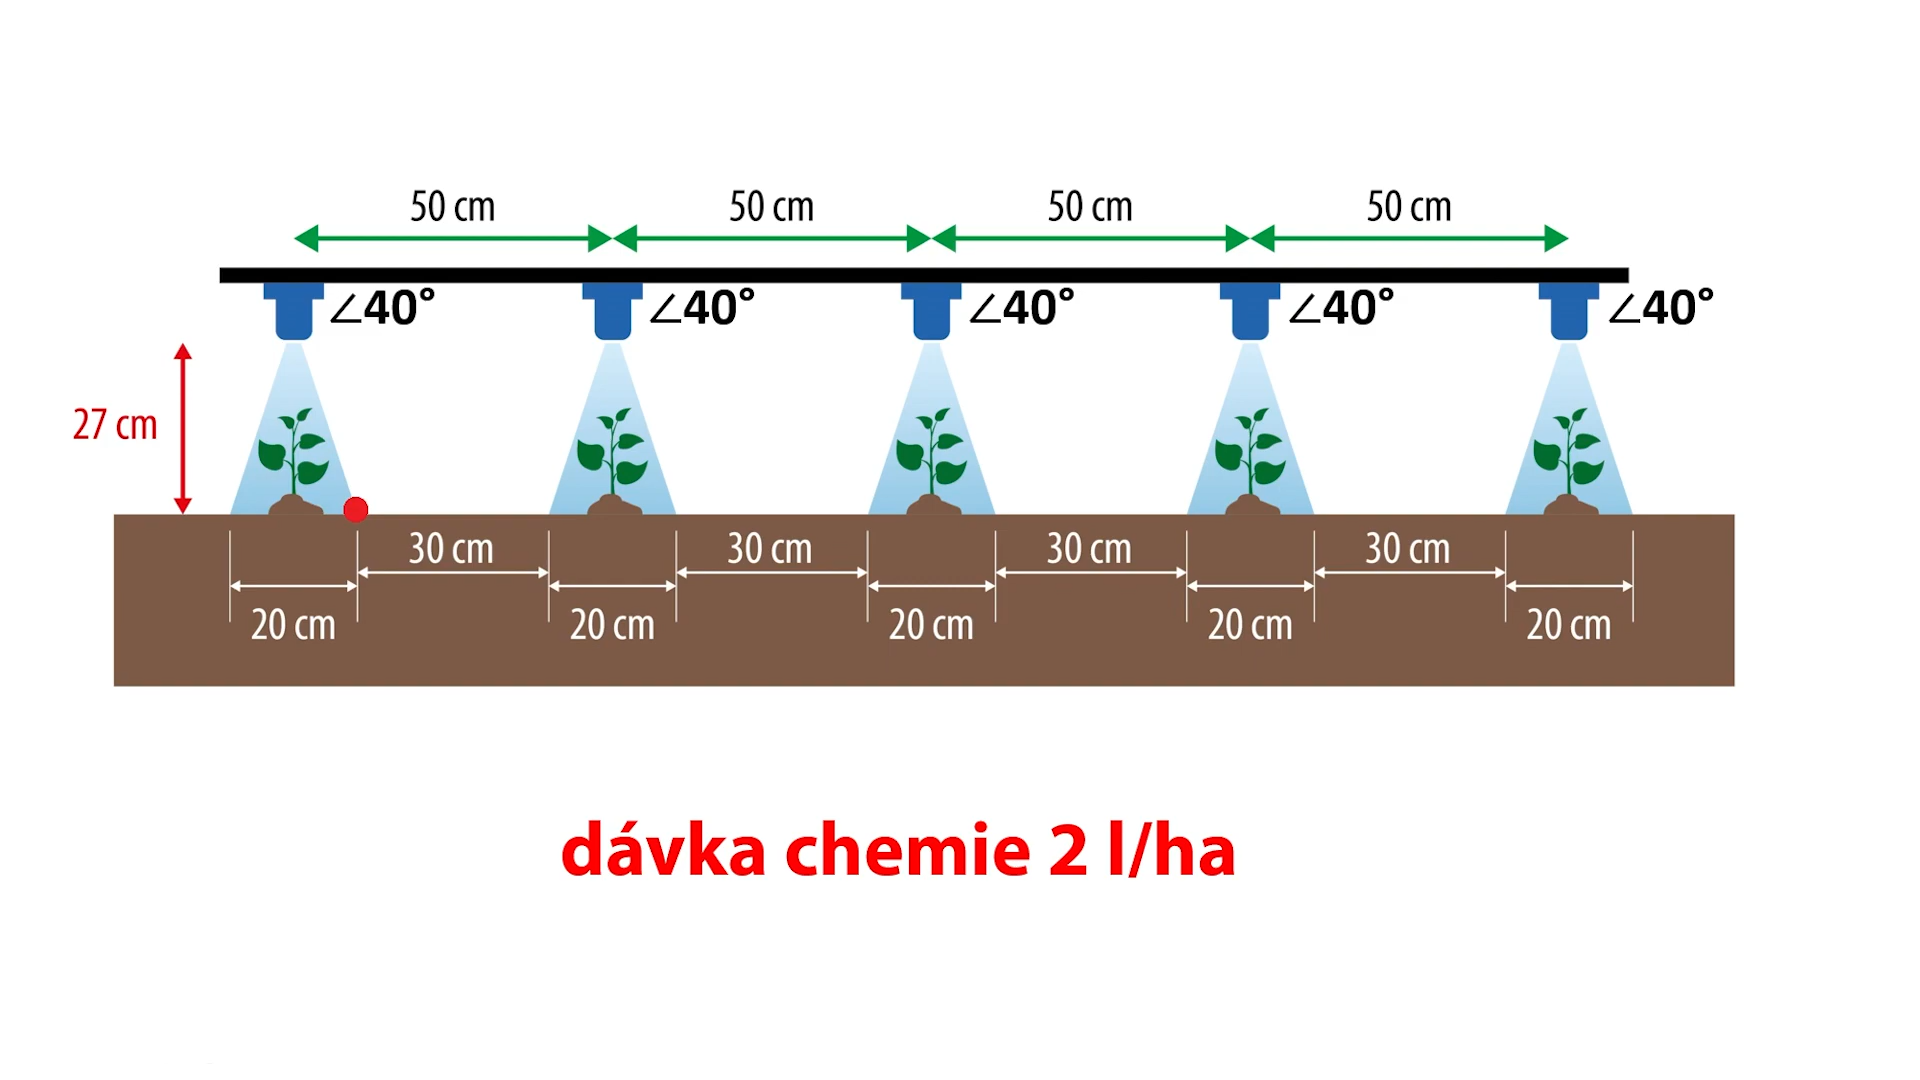 50 cm 50 cm 50 cm 50 cm
∠40° ∠40° ∠40° ∠40° ∠40°
27 cm
30 cm 30 cm 30 cm 30 cm
20 cm 20 cm 20 cm 20 cm 20 cm
dávka chemie 2 l/ha